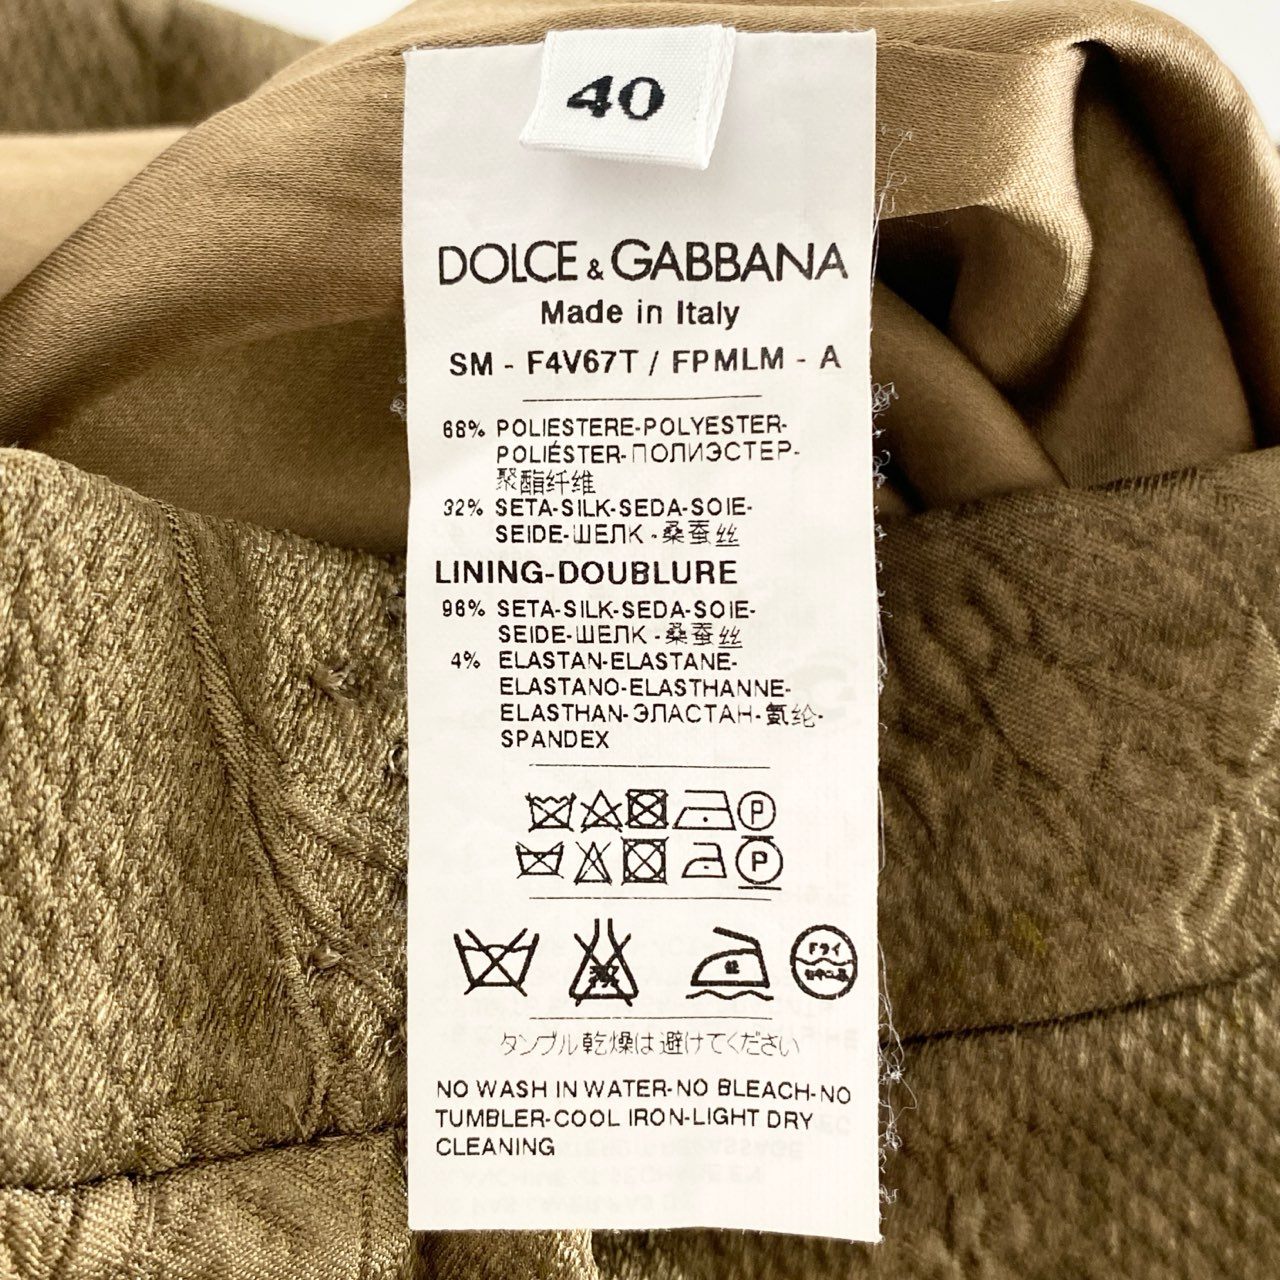 40
DOLCE & GABBANA
Made in Italy
SM - F4V67T / FPMLM - A
68% POLIESTERE-POLYESTER-
POLIÉSTER-ПОЛИЭСТЕР-
聚酯纤维
32% SETA-SILK-SEDA-SOIE-
SEIDE-ШЕЛК-桑蚕丝
LINING-DOUBLURE
96% SETA-SILK-SEDA-SOIE-
SEIDE-ШЕЛК-桑蚕丝
4% ELASTAN-ELASTANE-
ELASTANO-ELASTHANNE-
ELASTHAN-ЭЛАСТАН-氨纶-
SPANDEX
P
P
ドライ
タンブル乾燥は避けてください
NO WASH IN WATER-NO BLEACH-NO
TUMBLER-COOL IRON-LIGHT DRY
CLEANING